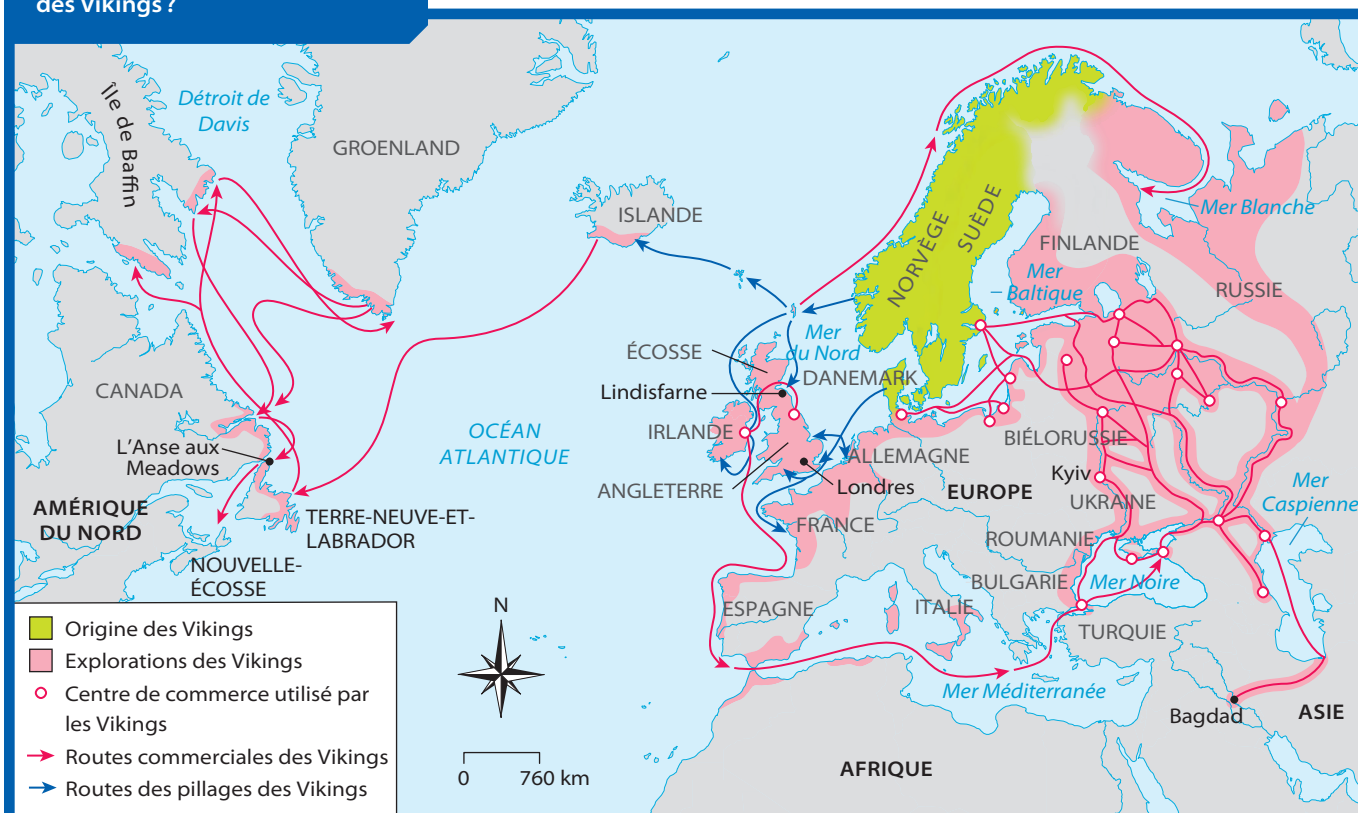 des Vikings ?
Île de Baffin
Détroit de
Davis
GROENLAND
ISLANDE
NORVÈGE
SUÈDE
FINLANDE
Mer Blanche
RUSSIE
Mer
Baltique
Mer
du Nord
ÉCOSSE
DANEMARK
Lindisfarne
IRLANDE
CANADA
L'Anse aux
Meadows
OCÉAN
ATLANTIQUE
ANGLETERRE
Londres
ALLEMAGNE
BIÉLORUSSIE
Kyiv
UKRAINE
EUROPE
Mer
Caspienne
AMÉRIQUE
DU NORD
TERRE-NEUVE-ET-
LABRADOR
NOUVELLE-
ÉCOSSE
FRANCE
ROUMANIE
BULGARIE
Mer Noire
ESPAGNE
ITALIE
TURQUIE
Mer Méditerranée
Bagdad
ASIE
AFRIQUE
N
0 760 km
Origine des Vikings
Explorations des Vikings
Centre de commerce utilisé par
les Vikings
Routes commerciales des Vikings
Routes des pillages des Vikings